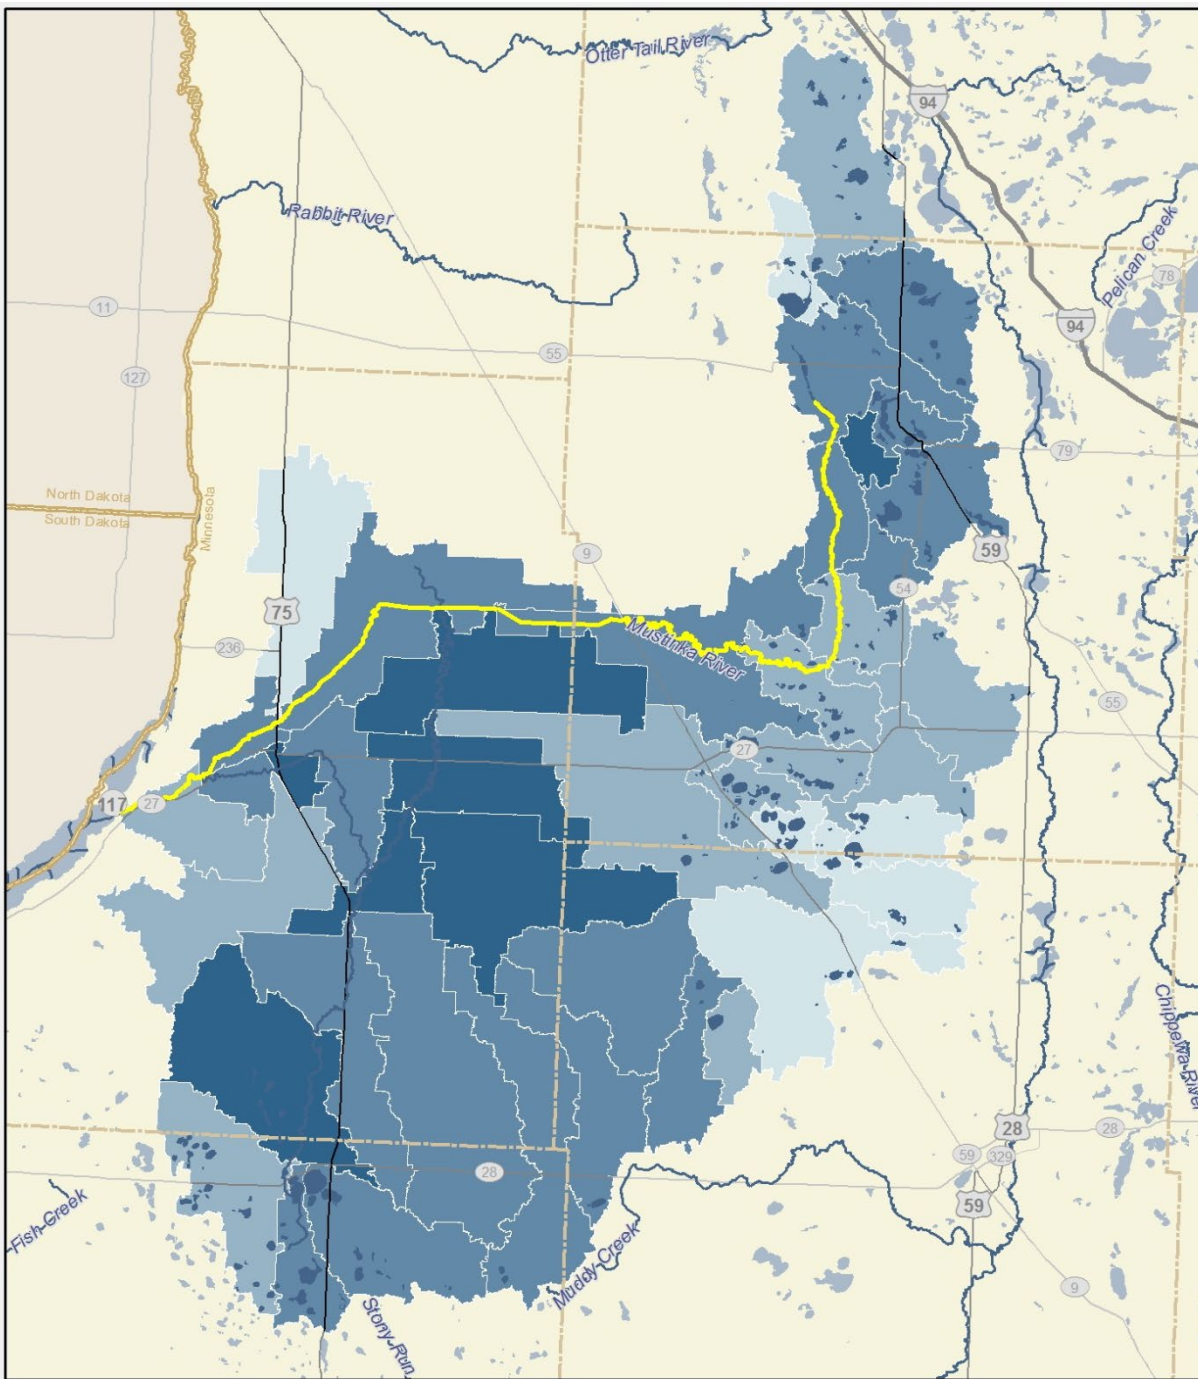 Otter Tail River
94
Rabbit River
Pelican Creek
78
11
94
55
127
79
North Dakota
South Dakota
Minnesota
9
59
54
75
Mustinka River
236
55
27
117
27
Chippewa River
28
28
59
329
28
59
Fish Creek
Muddy Creek
9
Stony Run